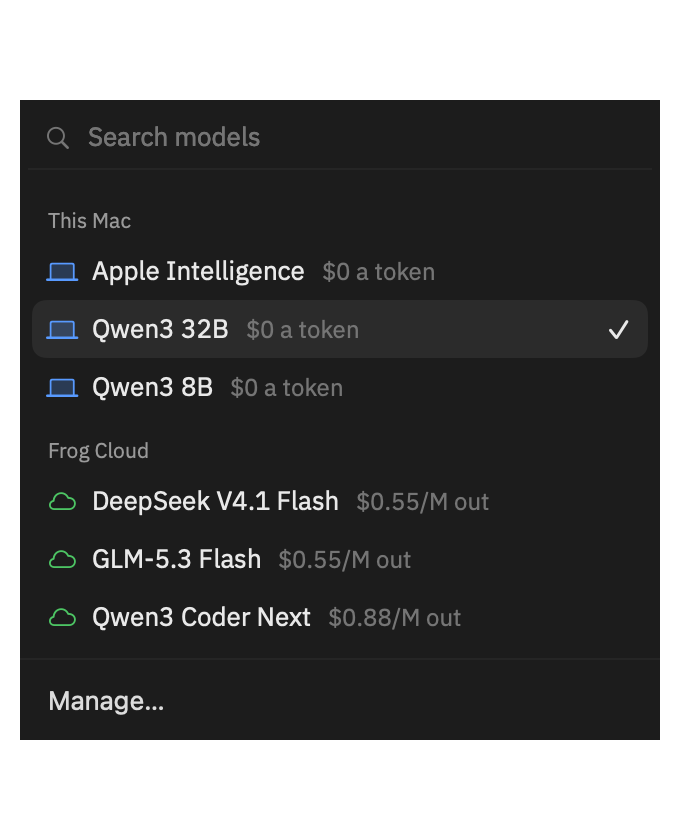 Search models
This Mac
Apple Intelligence $0 a token
Qwen3 32B $0 a token
Qwen3 8B $0 a token
Frog Cloud
DeepSeek V4.1 Flash $0.55/M out
GLM-5.3 Flash $0.55/M out
Qwen3 Coder Next $0.88/M out
Manage...